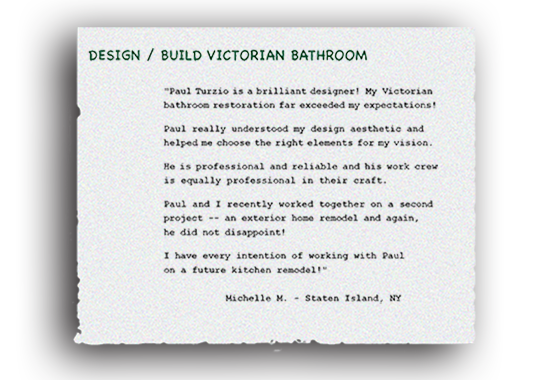 DESIGN / BUILD VICTORIAN BATHROOM
"Paul Turzio is a brilliant designer! My Victorian
bathroom restoration far exceeded my expectations!
Paul really understood my design aesthetic and
helped me choose the right elements for my vision.
He is professional and reliable and his work crew
is equally professional in their craft.
Paul and I recently worked together on a second
project -- an exterior home remodel and again,
he did not disappoint!
I have every intention of working with Paul
on a future kitchen remodel!"
Michelle M. - Staten Island, NY